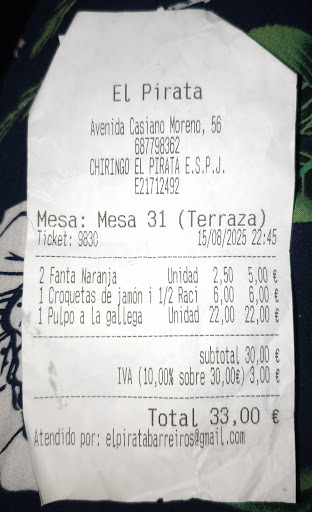 El Pirata
Avenida Casiano Moreno, 56
687798362
CHIRINGO EL PIRATA E.S.P.J.
E21712492
Mesa: Mesa 31 (Terraza)
Ticket: 9830 15/08/2025 22:45
2 Fanta Naranja Unidad 2,50 5,00 €
1 Croquetas de jamón i 1/2 Raci 6,00 6,00 €
1 Pulpo a la gallega Unidad 22,00 22,00 €
subtotal 30,00 €
IVA (10,00% sobre 30,00€) 3,00 €
Total 33,00 €
Atendido por: elpiratabarreiros@gmail.com